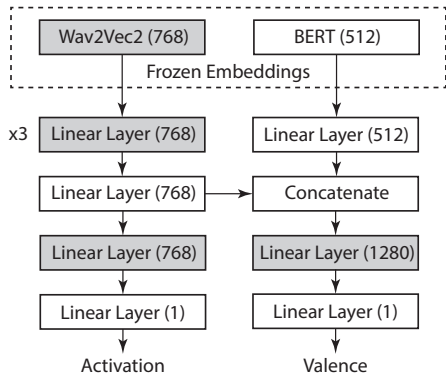 Wav2Vec2 (768)
BERT (512)
Frozen Embeddings
x3
Linear Layer (768)
Linear Layer (512)
Linear Layer (768)
Concatenate
Linear Layer (768)
Linear Layer (1280)
Linear Layer (1)
Linear Layer (1)
Activation
Valence